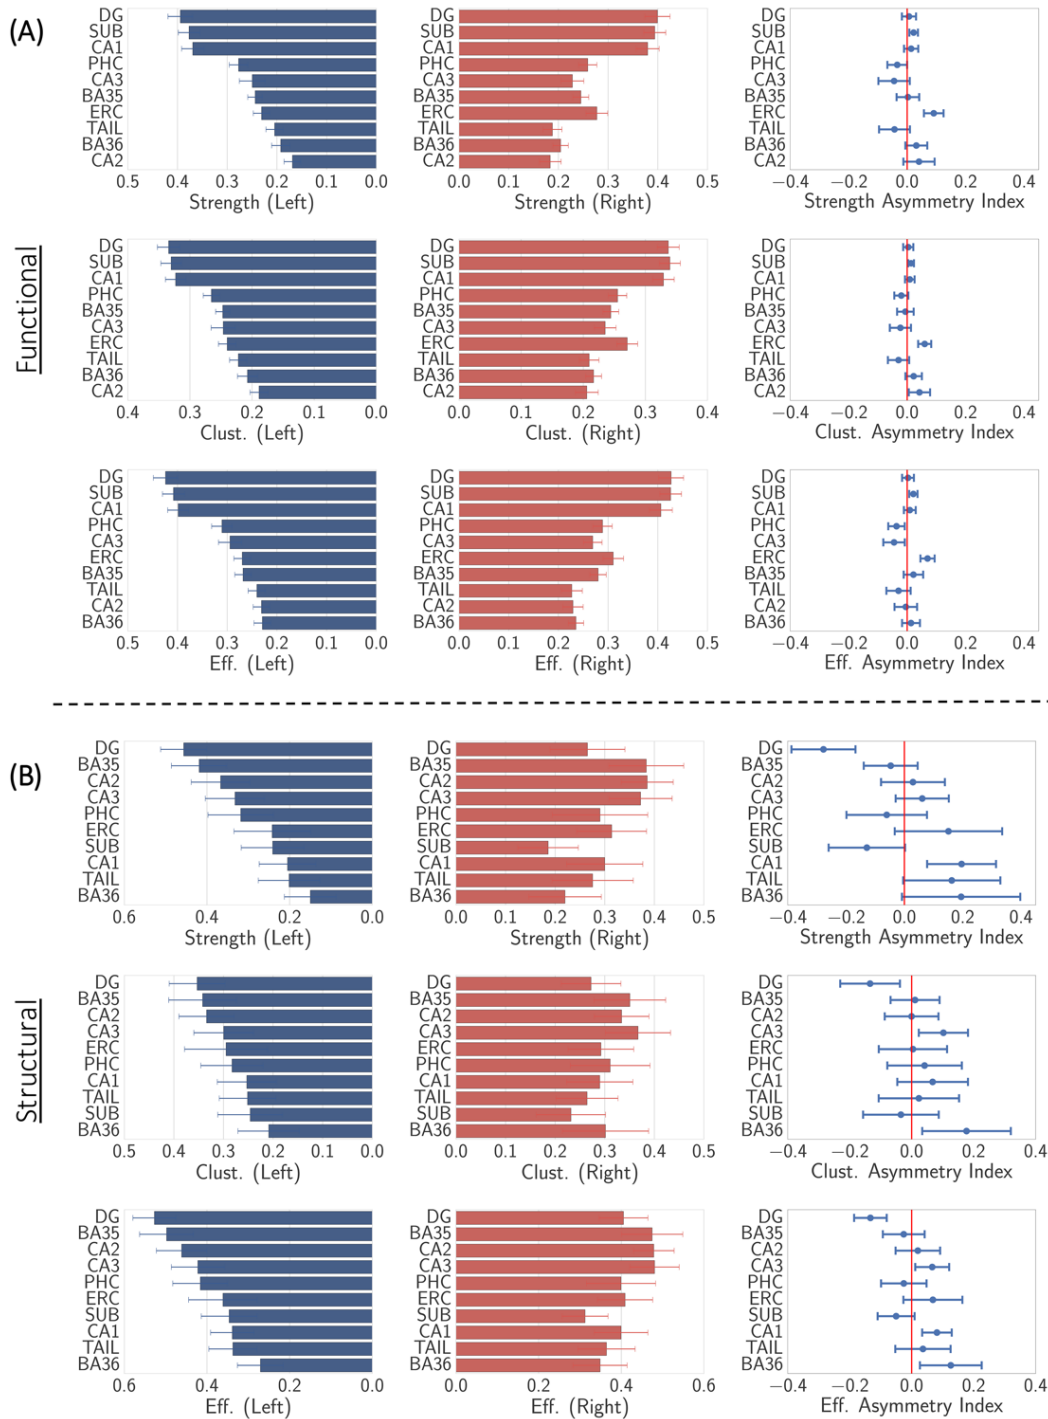 (A)
Functional
DG
SUB
CA1
PHC
CA3
BA35
ERC
TAIL
BA36
CA2
0.5 0.4 0.3 0.2 0.1 0.0
Strength (Left)
DG
SUB
CA1
PHC
CA3
BA35
ERC
TAIL
BA36
CA2
0.0 0.1 0.2 0.3 0.4 0.5
Strength (Right)
DG
SUB
CA1
PHC
CA3
BA35
ERC
TAIL
BA36
CA2
−0.4 −0.2 0.0 0.2 0.4
Strength Asymmetry Index
DG
SUB
CA1
PHC
BA35
CA3
ERC
TAIL
BA36
CA2
0.4 0.3 0.2 0.1 0.0
Clust. (Left)
DG
SUB
CA1
PHC
BA35
CA3
ERC
TAIL
BA36
CA2
0.0 0.1 0.2 0.3 0.4
Clust. (Right)
DG
SUB
CA1
PHC
BA35
CA3
ERC
TAIL
BA36
CA2
−0.4 −0.2 0.0 0.2 0.4
Clust. Asymmetry Index
DG
SUB
CA1
PHC
CA3
ERC
BA35
TAIL
CA2
BA36
0.5 0.4 0.3 0.2 0.1 0.0
Eff. (Left)
DG
SUB
CA1
PHC
CA3
ERC
BA35
TAIL
CA2
BA36
0.0 0.1 0.2 0.3 0.4 0.5
Eff. (Right)
DG
SUB
CA1
PHC
CA3
ERC
BA35
TAIL
CA2
BA36
−0.4 −0.2 0.0 0.2 0.4
Eff. Asymmetry Index
(B)
Structural
DG
BA35
CA2
CA3
PHC
ERC
SUB
CA1
TAIL
BA36
0.6 0.4 0.2 0.0
Strength (Left)
DG
BA35
CA2
CA3
PHC
ERC
SUB
CA1
TAIL
BA36
0.0 0.1 0.2 0.3 0.4 0.5
Strength (Right)
DG
BA35
CA2
CA3
PHC
ERC
SUB
CA1
TAIL
BA36
−0.4 −0.2 0.0 0.2 0.4
Strength Asymmetry Index
DG
BA35
CA2
CA3
ERC
PHC
CA1
TAIL
SUB
BA36
0.5 0.4 0.3 0.2 0.1 0.0
Clust. (Left)
DG
BA35
CA2
CA3
ERC
PHC
CA1
TAIL
SUB
BA36
0.0 0.1 0.2 0.3 0.4 0.5
Clust. (Right)
DG
BA35
CA2
CA3
ERC
PHC
CA1
TAIL
SUB
BA36
−0.4 −0.2 0.0 0.2 0.4
Clust. Asymmetry Index
DG
BA35
CA2
CA3
PHC
ERC
SUB
CA1
TAIL
BA36
0.6 0.4 0.2 0.0
Eff. (Left)
DG
BA35
CA2
CA3
PHC
ERC
SUB
CA1
TAIL
BA36
0.0 0.2 0.4 0.6
Eff. (Right)
DG
BA35
CA2
CA3
PHC
ERC
SUB
CA1
TAIL
BA36
−0.4 −0.2 0.0 0.2 0.4
Eff. Asymmetry Index